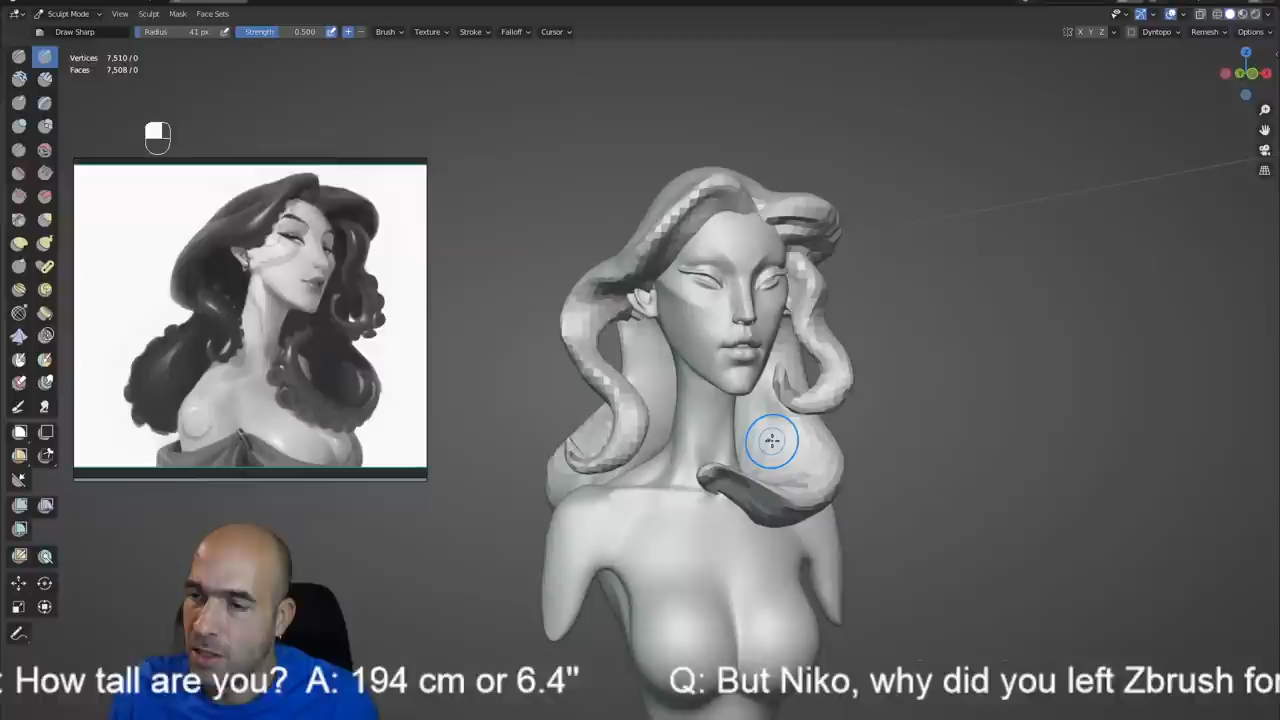 Sculpt Mode View Sculpt Mask Face Sets
Draw Sharp Radius 41 px Strength 0.500 Brush Texture Stroke Falloff Cursor X Y Z Dyntopo Remesh Options
Vertices 7,510 / 0
Faces 7,508 / 0
Z
Y X
: How tall are you? A: 194 cm or 6.4" Q: But Niko, why did you left Zbrush for